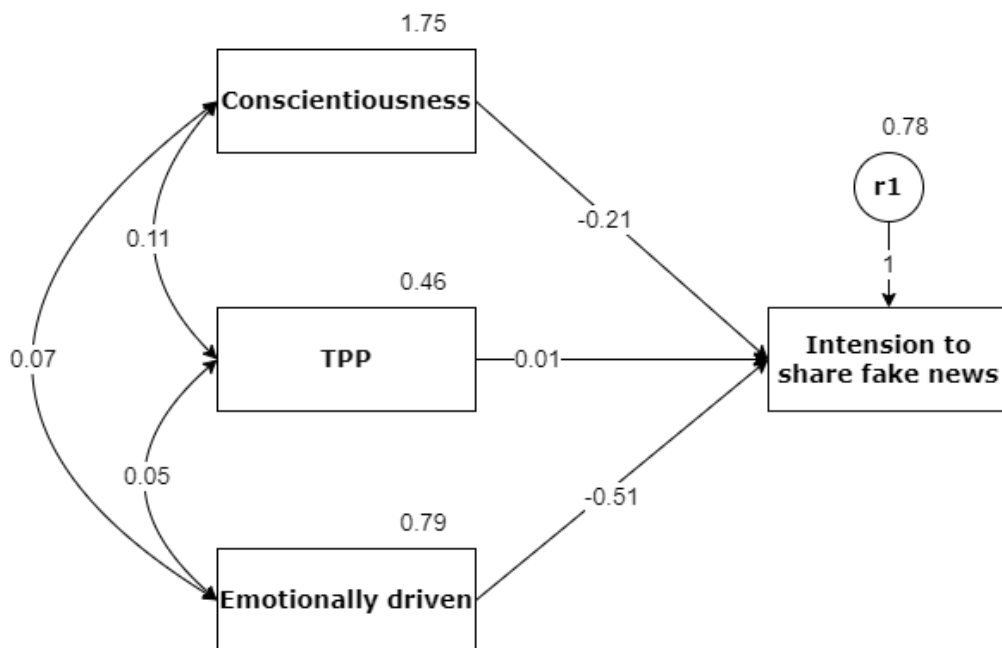 1.75
Conscientiousness
0.78
r1
-0.21
0.11
1
0.46
TPP
0.01
Intension to
share fake news
0.07
0.05
-0.51
0.79
Emotionally driven